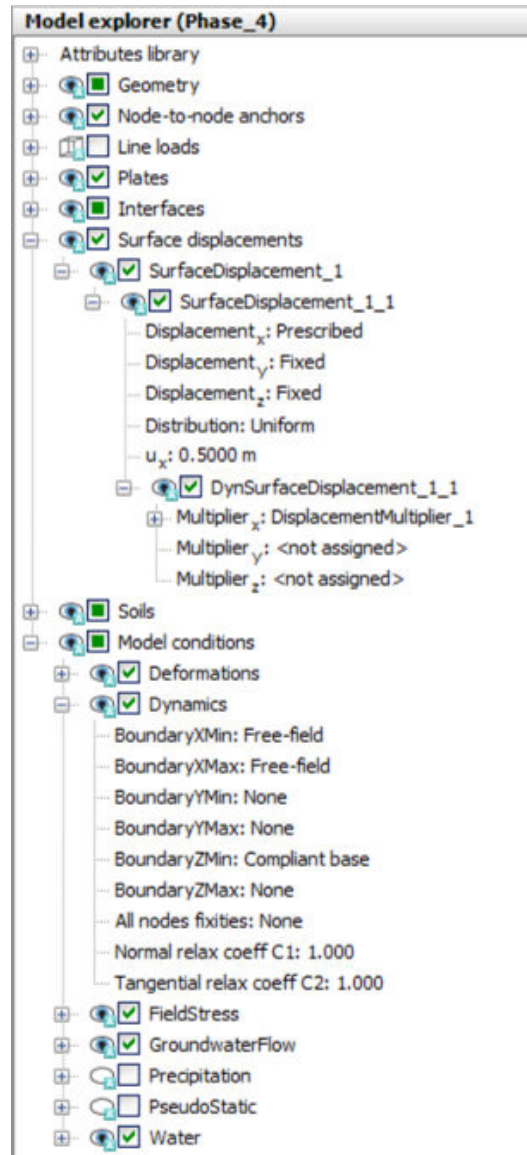 Model explorer (Phase_4)
Attributes library
Geometry
Node-to-node anchors
Line loads
Plates
Interfaces
Surface displacements
SurfaceDisplacement_1
SurfaceDisplacement_1_1
Displacementx: Prescribed
Displacementy: Fixed
Displacementz: Fixed
Distribution: Uniform
ux: 0.5000 m
DynSurfaceDisplacement_1_1
Multiplierx: DisplacementMultiplier_1
Multipliery: <not assigned>
Multiplierz: <not assigned>
Soils
Model conditions
Deformations
Dynamics
BoundaryXMin: Free-field
BoundaryXMax: Free-field
BoundaryYMin: None
BoundaryYMax: None
BoundaryZMin: Compliant base
BoundaryZMax: None
All nodes fixities: None
Normal relax coeff C1: 1.000
Tangential relax coeff C2: 1.000
FieldStress
GroundwaterFlow
Precipitation
PseudoStatic
Water